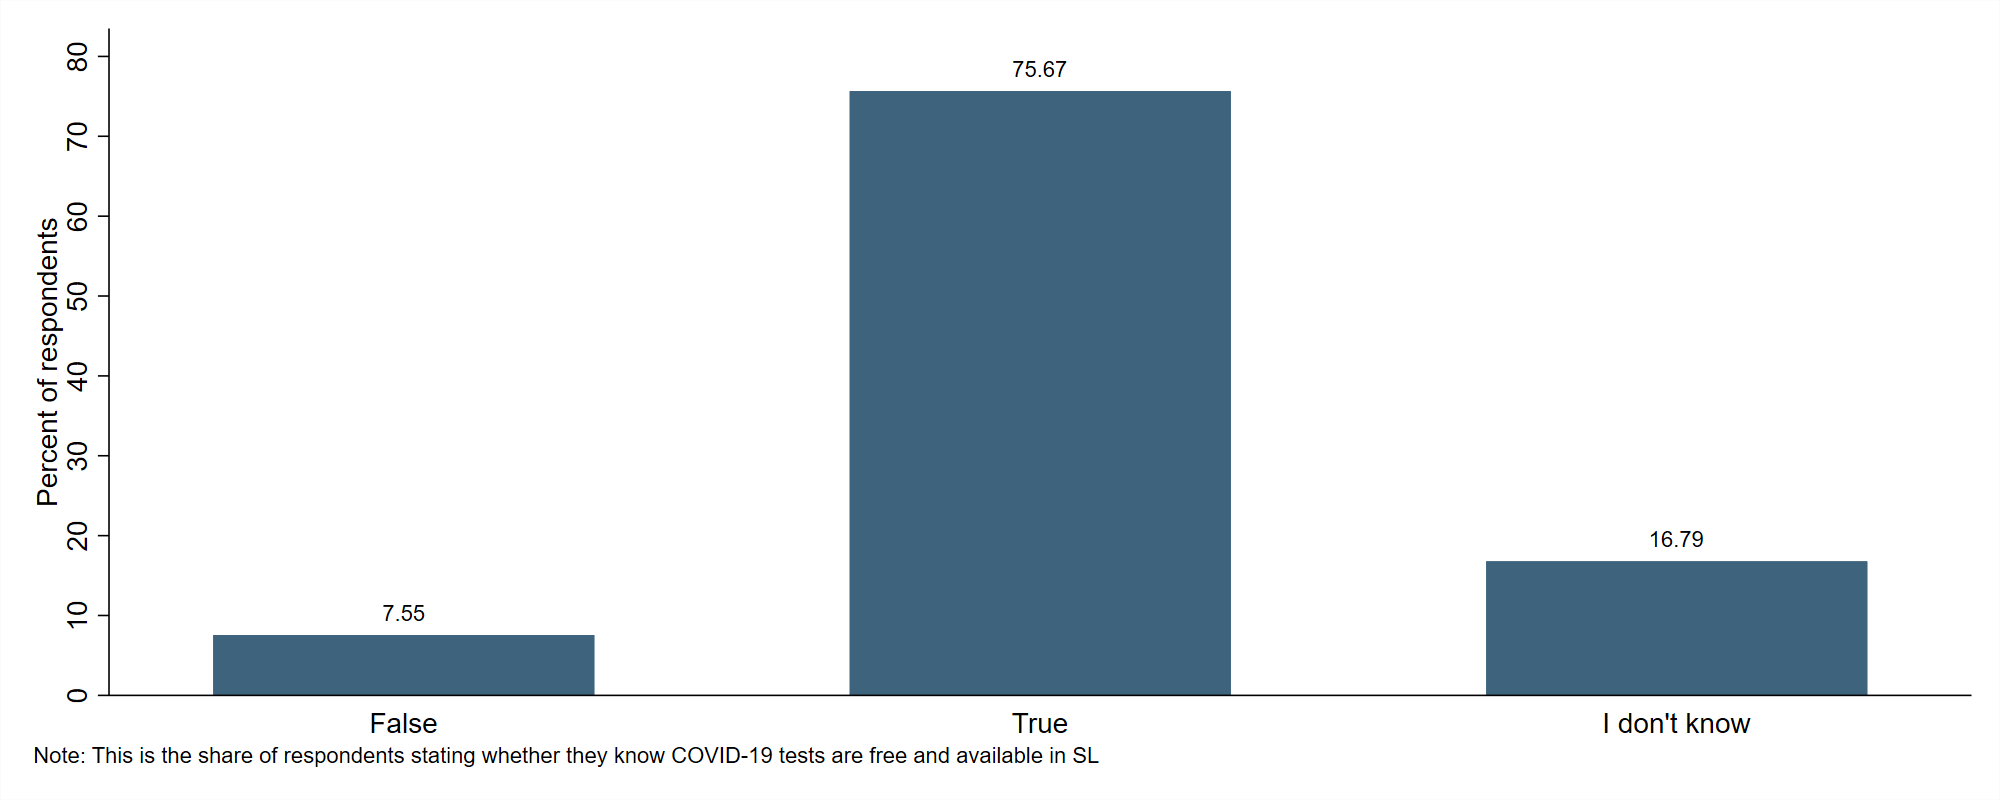 Percent of respondents
80
70
60
50
40
30
20
10
0
7.55
75.67
16.79
False
True
I don't know
Note: This is the share of respondents stating whether they know COVID-19 tests are free and available in SL